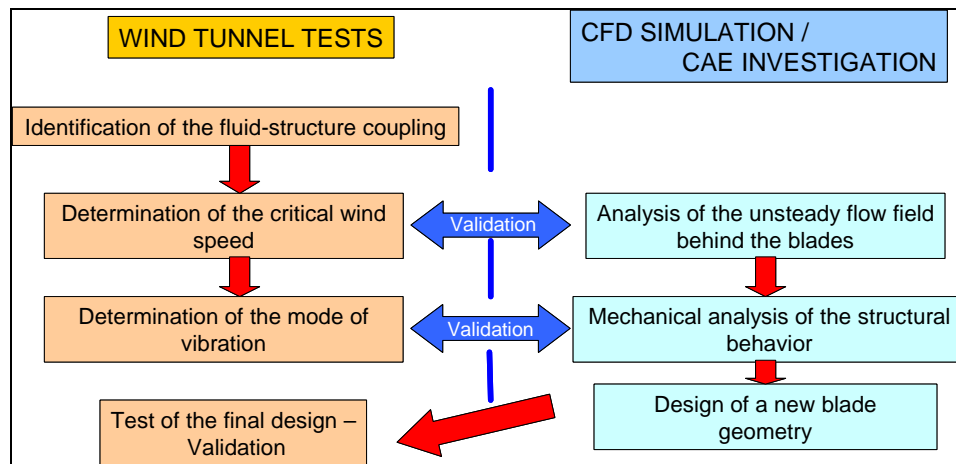 WIND TUNNEL TESTS
CFD SIMULATION /
CAE INVESTIGATION
Identification of the fluid-structure coupling
Determination of the critical wind
speed
Validation
Analysis of the unsteady flow field
behind the blades
Determination of the mode of
vibration
Validation
Mechanical analysis of the structural
behavior
Test of the final design –
Validation
Design of a new blade
geometry